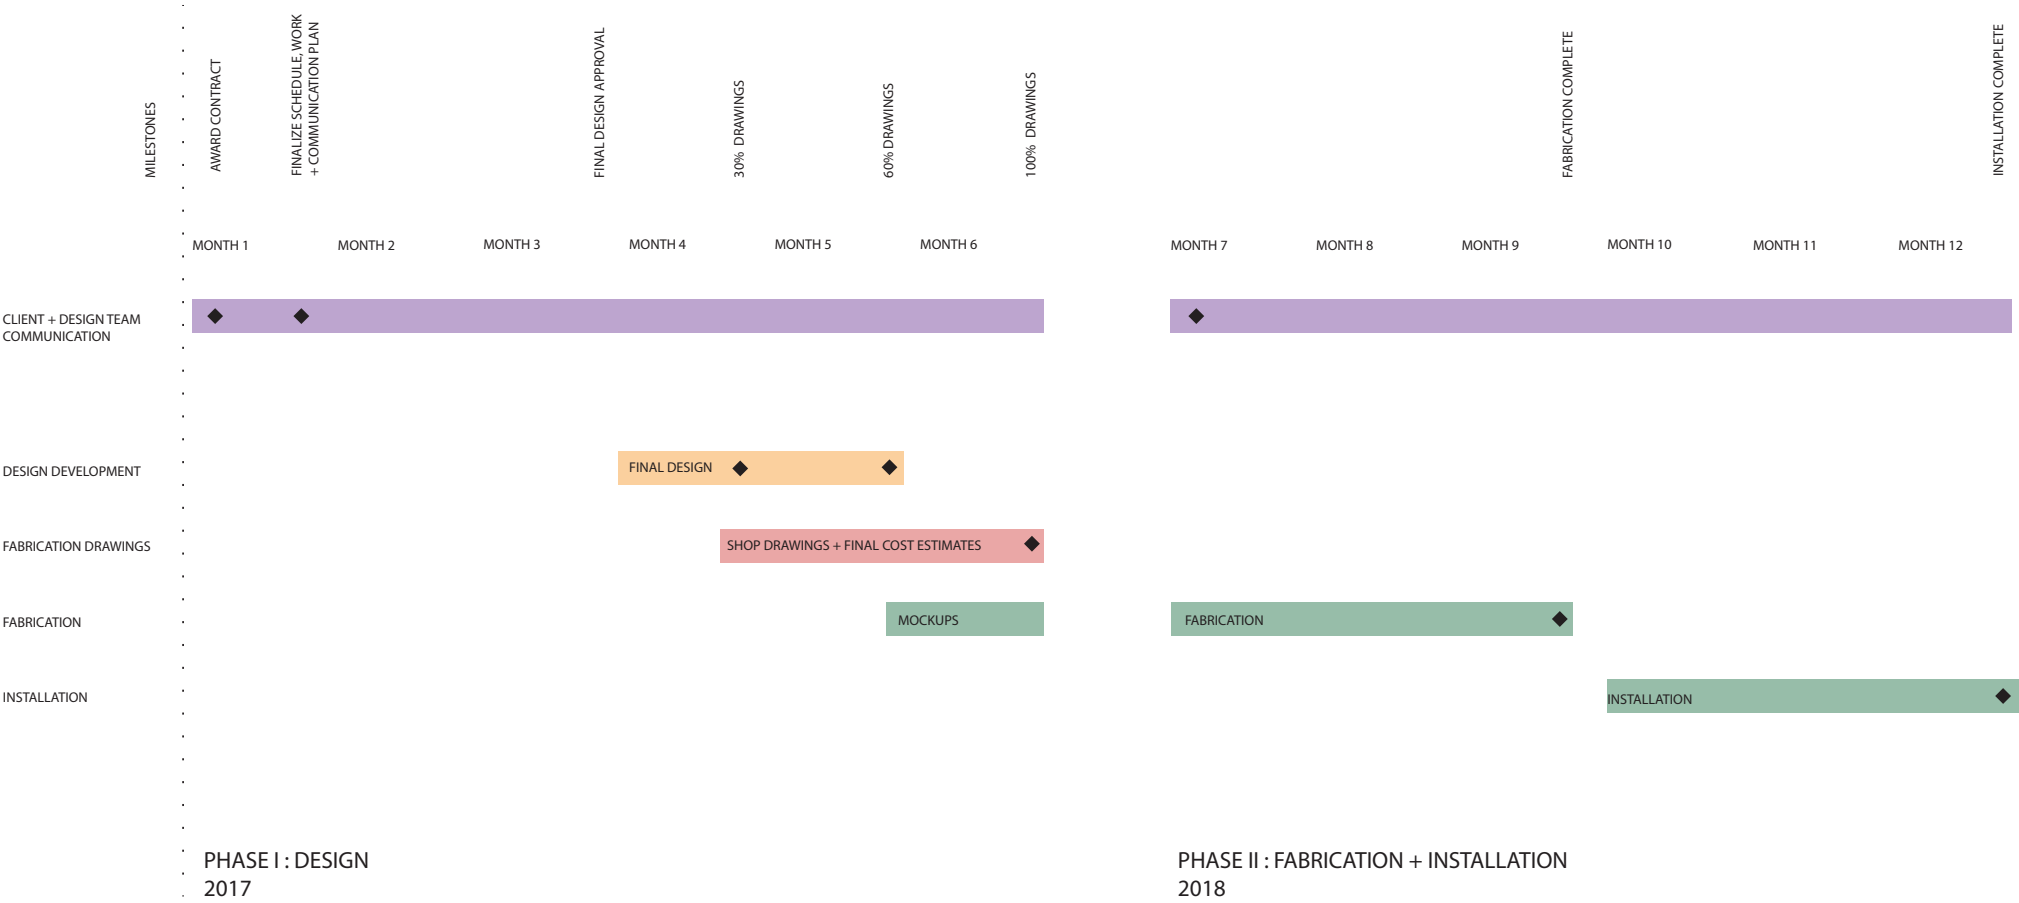 MILESTONES
AWARD CONTRACT
FINALIZE SCHEDULE, WORK
+ COMMUNICATION PLAN
FINAL DESIGN APPROVAL
30% DRAWINGS
60% DRAWINGS
100% DRAWINGS
FABRICATION COMPLETE
INSTALLATION COMPLETE
MONTH 1
MONTH 2
MONTH 3
MONTH 4
MONTH 5
MONTH 6
MONTH 7
MONTH 8
MONTH 9
MONTH 10
MONTH 11
MONTH 12
CLIENT + DESIGN TEAM
COMMUNICATION
DESIGN DEVELOPMENT
FINAL DESIGN
FABRICATION DRAWINGS
SHOP DRAWINGS + FINAL COST ESTIMATES
FABRICATION
MOCKUPS
FABRICATION
INSTALLATION
INSTALLATION
PHASE I : DESIGN
2017
PHASE II : FABRICATION + INSTALLATION
2018